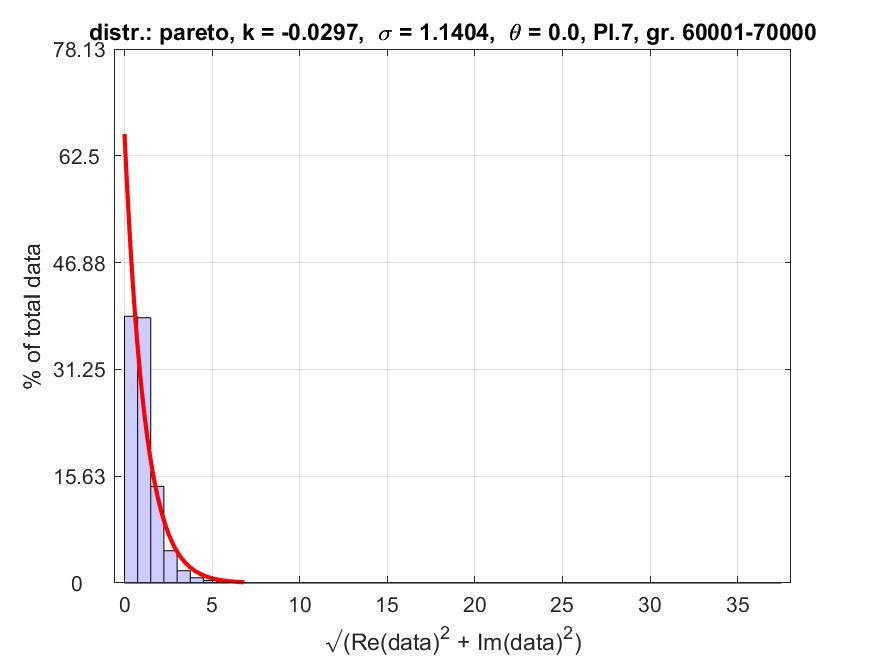 distr.: pareto, k = -0.0297, σ = 1.1404, θ = 0.0, Pl.7, gr. 60001-70000
78.13
62.5
46.88
31.25
15.63
0
% of total data
0 5 10 15 20 25 30 35
√(Re(data)² + Im(data)²)